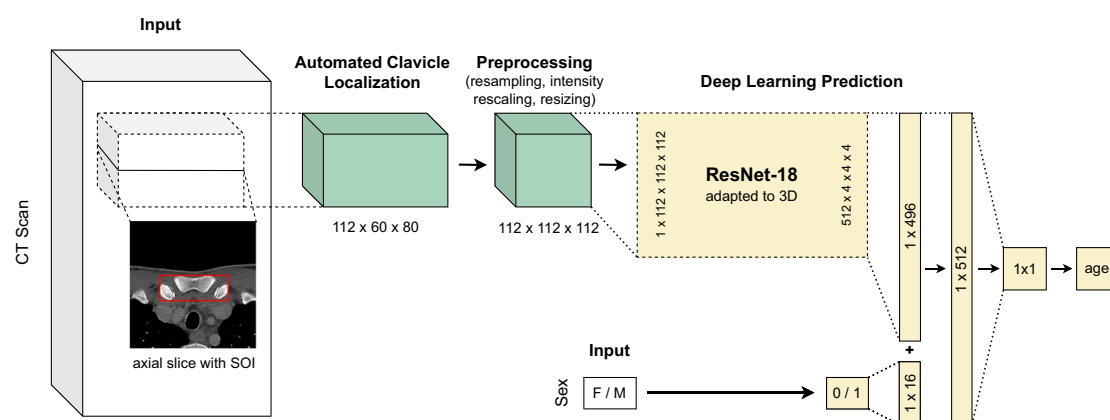 Input
CT Scan
axial slice with SOI
Automated Clavicle
Localization
112 x 60 x 80
Preprocessing
(resampling, intensity
rescaling, resizing)
112 x 112 x 112
Deep Learning Prediction
1 x 112 x 112 x 112
ResNet-18
adapted to 3D
512 x 4 x 4 x 4
1 x 496
+
1 x 16
1 x 512
1x1
age
Input
Sex
F / M
0 / 1